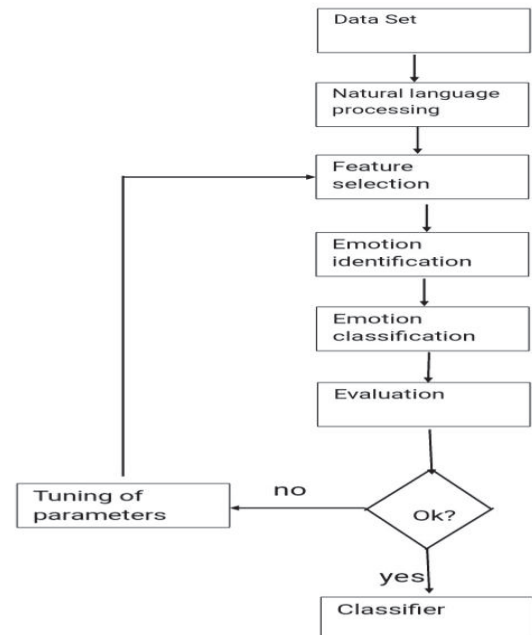 Data Set
Natural language
processing
Feature
selection
Emotion
identification
Emotion
classification
Evaluation
Ok?
no
Tuning of
parameters
yes
Classifier